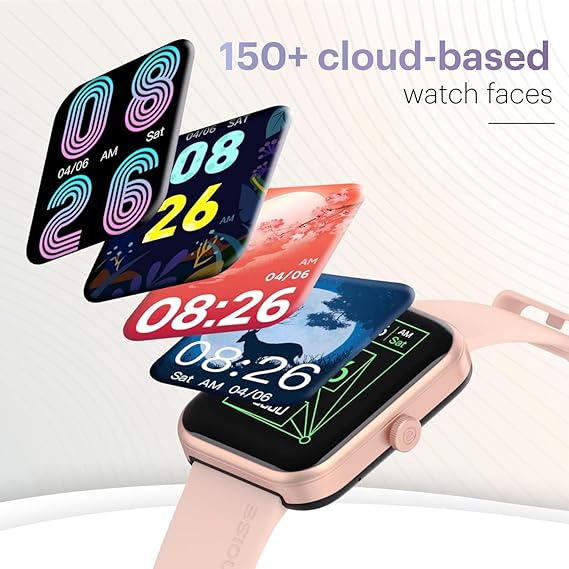 150+ cloud-based
watch faces
08
Sat
04/06 AM
26
04/06 SAT
08
26
AM
AM
04/06
08:26
08:26
Sat AM 04/06
AM